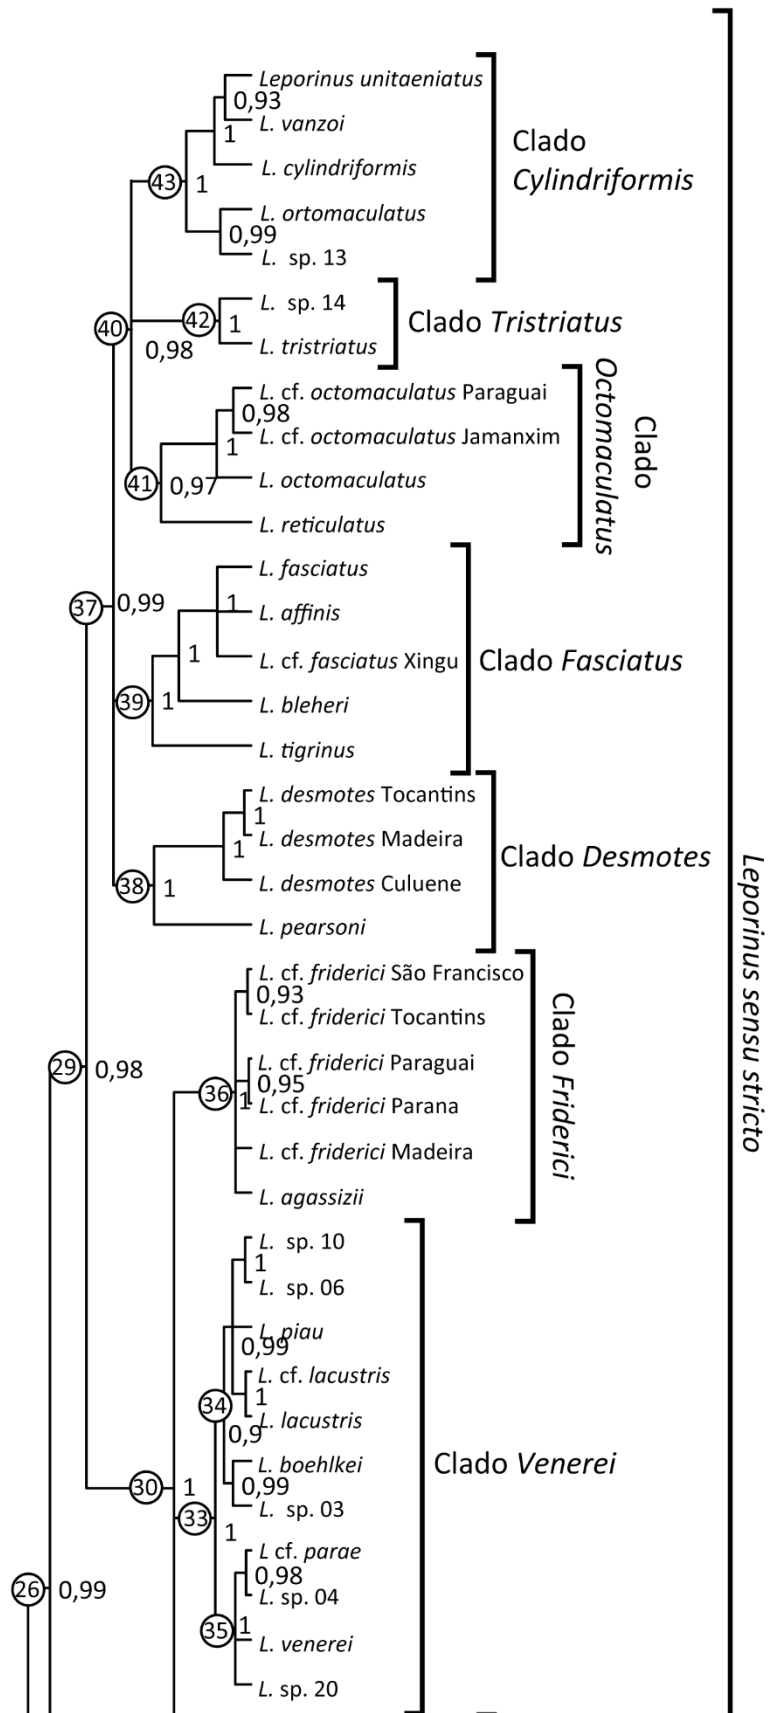 Leporinus unitaeniatus
0,93
L. vanzoi
1
L. cylindriformis
43
1
L. ortomaculatus
0,99
L. sp. 13
Clado
Cylindriformis
L. sp. 14
42
1
L. tristriatus
Clado Tristriatus
40
0,98
L. cf. octomaculatus Paraguai
0,98
L. cf. octomaculatus Jamanxim
1
L. octomaculatus
41
0,97
L. reticulatus
Clado
Octomaculatus
L. fasciatus
1
L. affinis
L. cf. fasciatus Xingu
1
L. bleheri
39
1
L. tigrinus
Clado Fasciatus
37
0,99
L. desmotes Tocantins
1
L. desmotes Madeira
1
L. desmotes Culuene
38
1
L. pearsoni
Clado Desmotes
Leporinus sensu stricto
L. cf. friderici São Francisco
0,93
L. cf. friderici Tocantins
L. cf. friderici Paraguai
0,95
36
1
L. cf. friderici Parana
L. cf. friderici Madeira
L. agassizii
Clado Friderici
29
0,98
L. sp. 10
1
L. sp. 06
L. piau
0,99
L. cf. lacustris
1
L. lacustris
34
0,9
L. boehlkei
0,99
L. sp. 03
Clado Venerei
30
1
33
1
L cf. parae
0,98
L. sp. 04
35
1
L. venerei
L. sp. 20
26
0,99